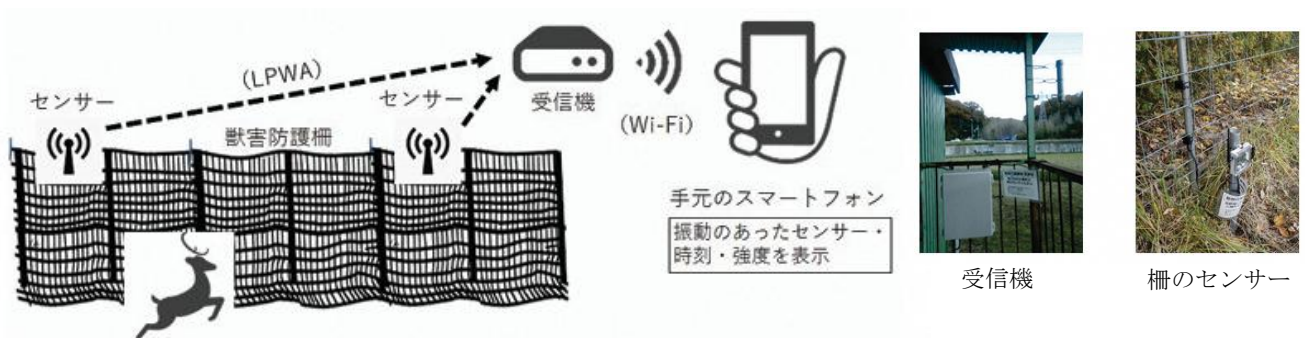 センサー
(LPWA)
センサー
受信機
(Wi-Fi)
獣害防護柵
手元のスマートフォン
振動のあったセンサー・
時刻・強度を表示
受信機
柵のセンサー